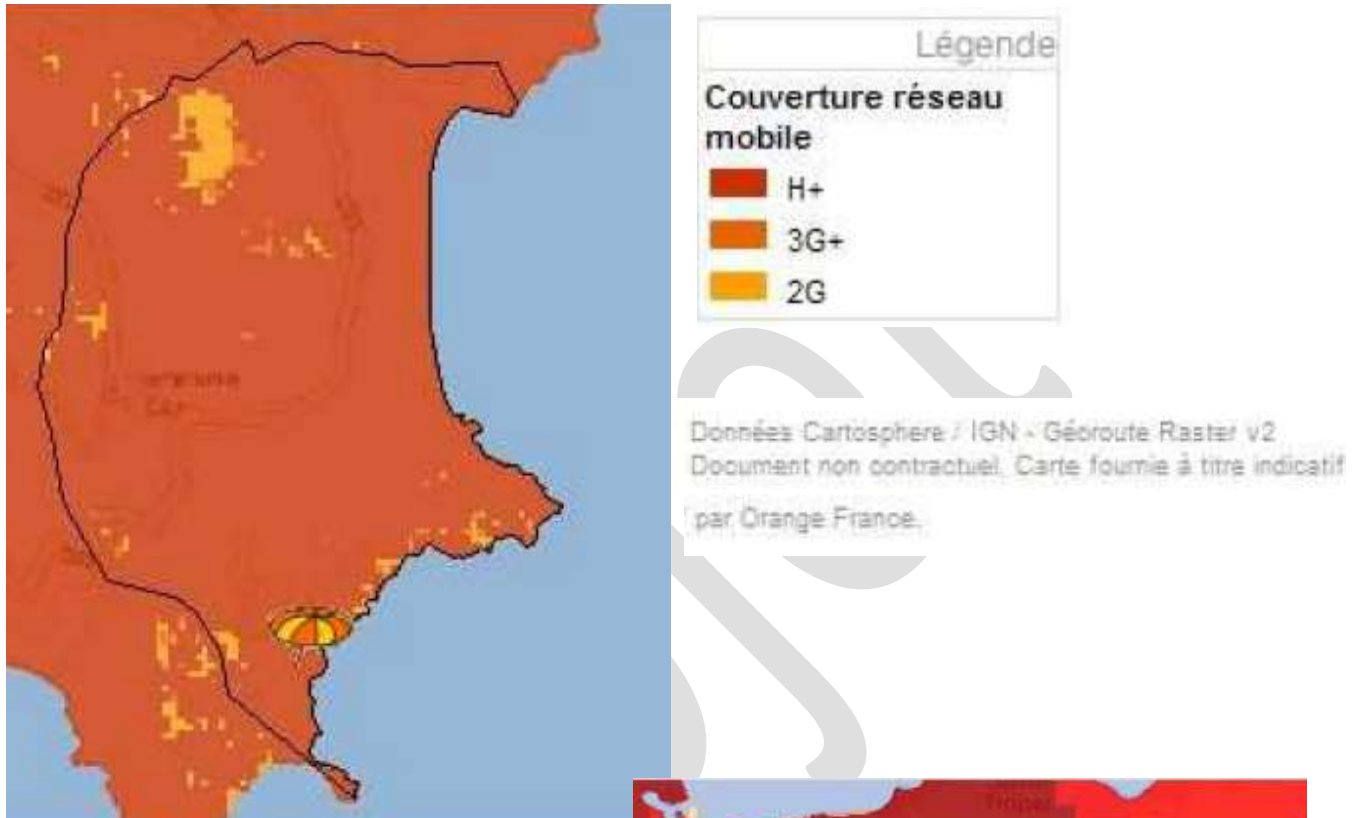 Légende
Couverture réseau
mobile
H+
3G+
2G
Données Cartosphere / IGN - Géoroute Raster v2
Document non contractuel. Carte fournie à titre indicatif
par Orange France.